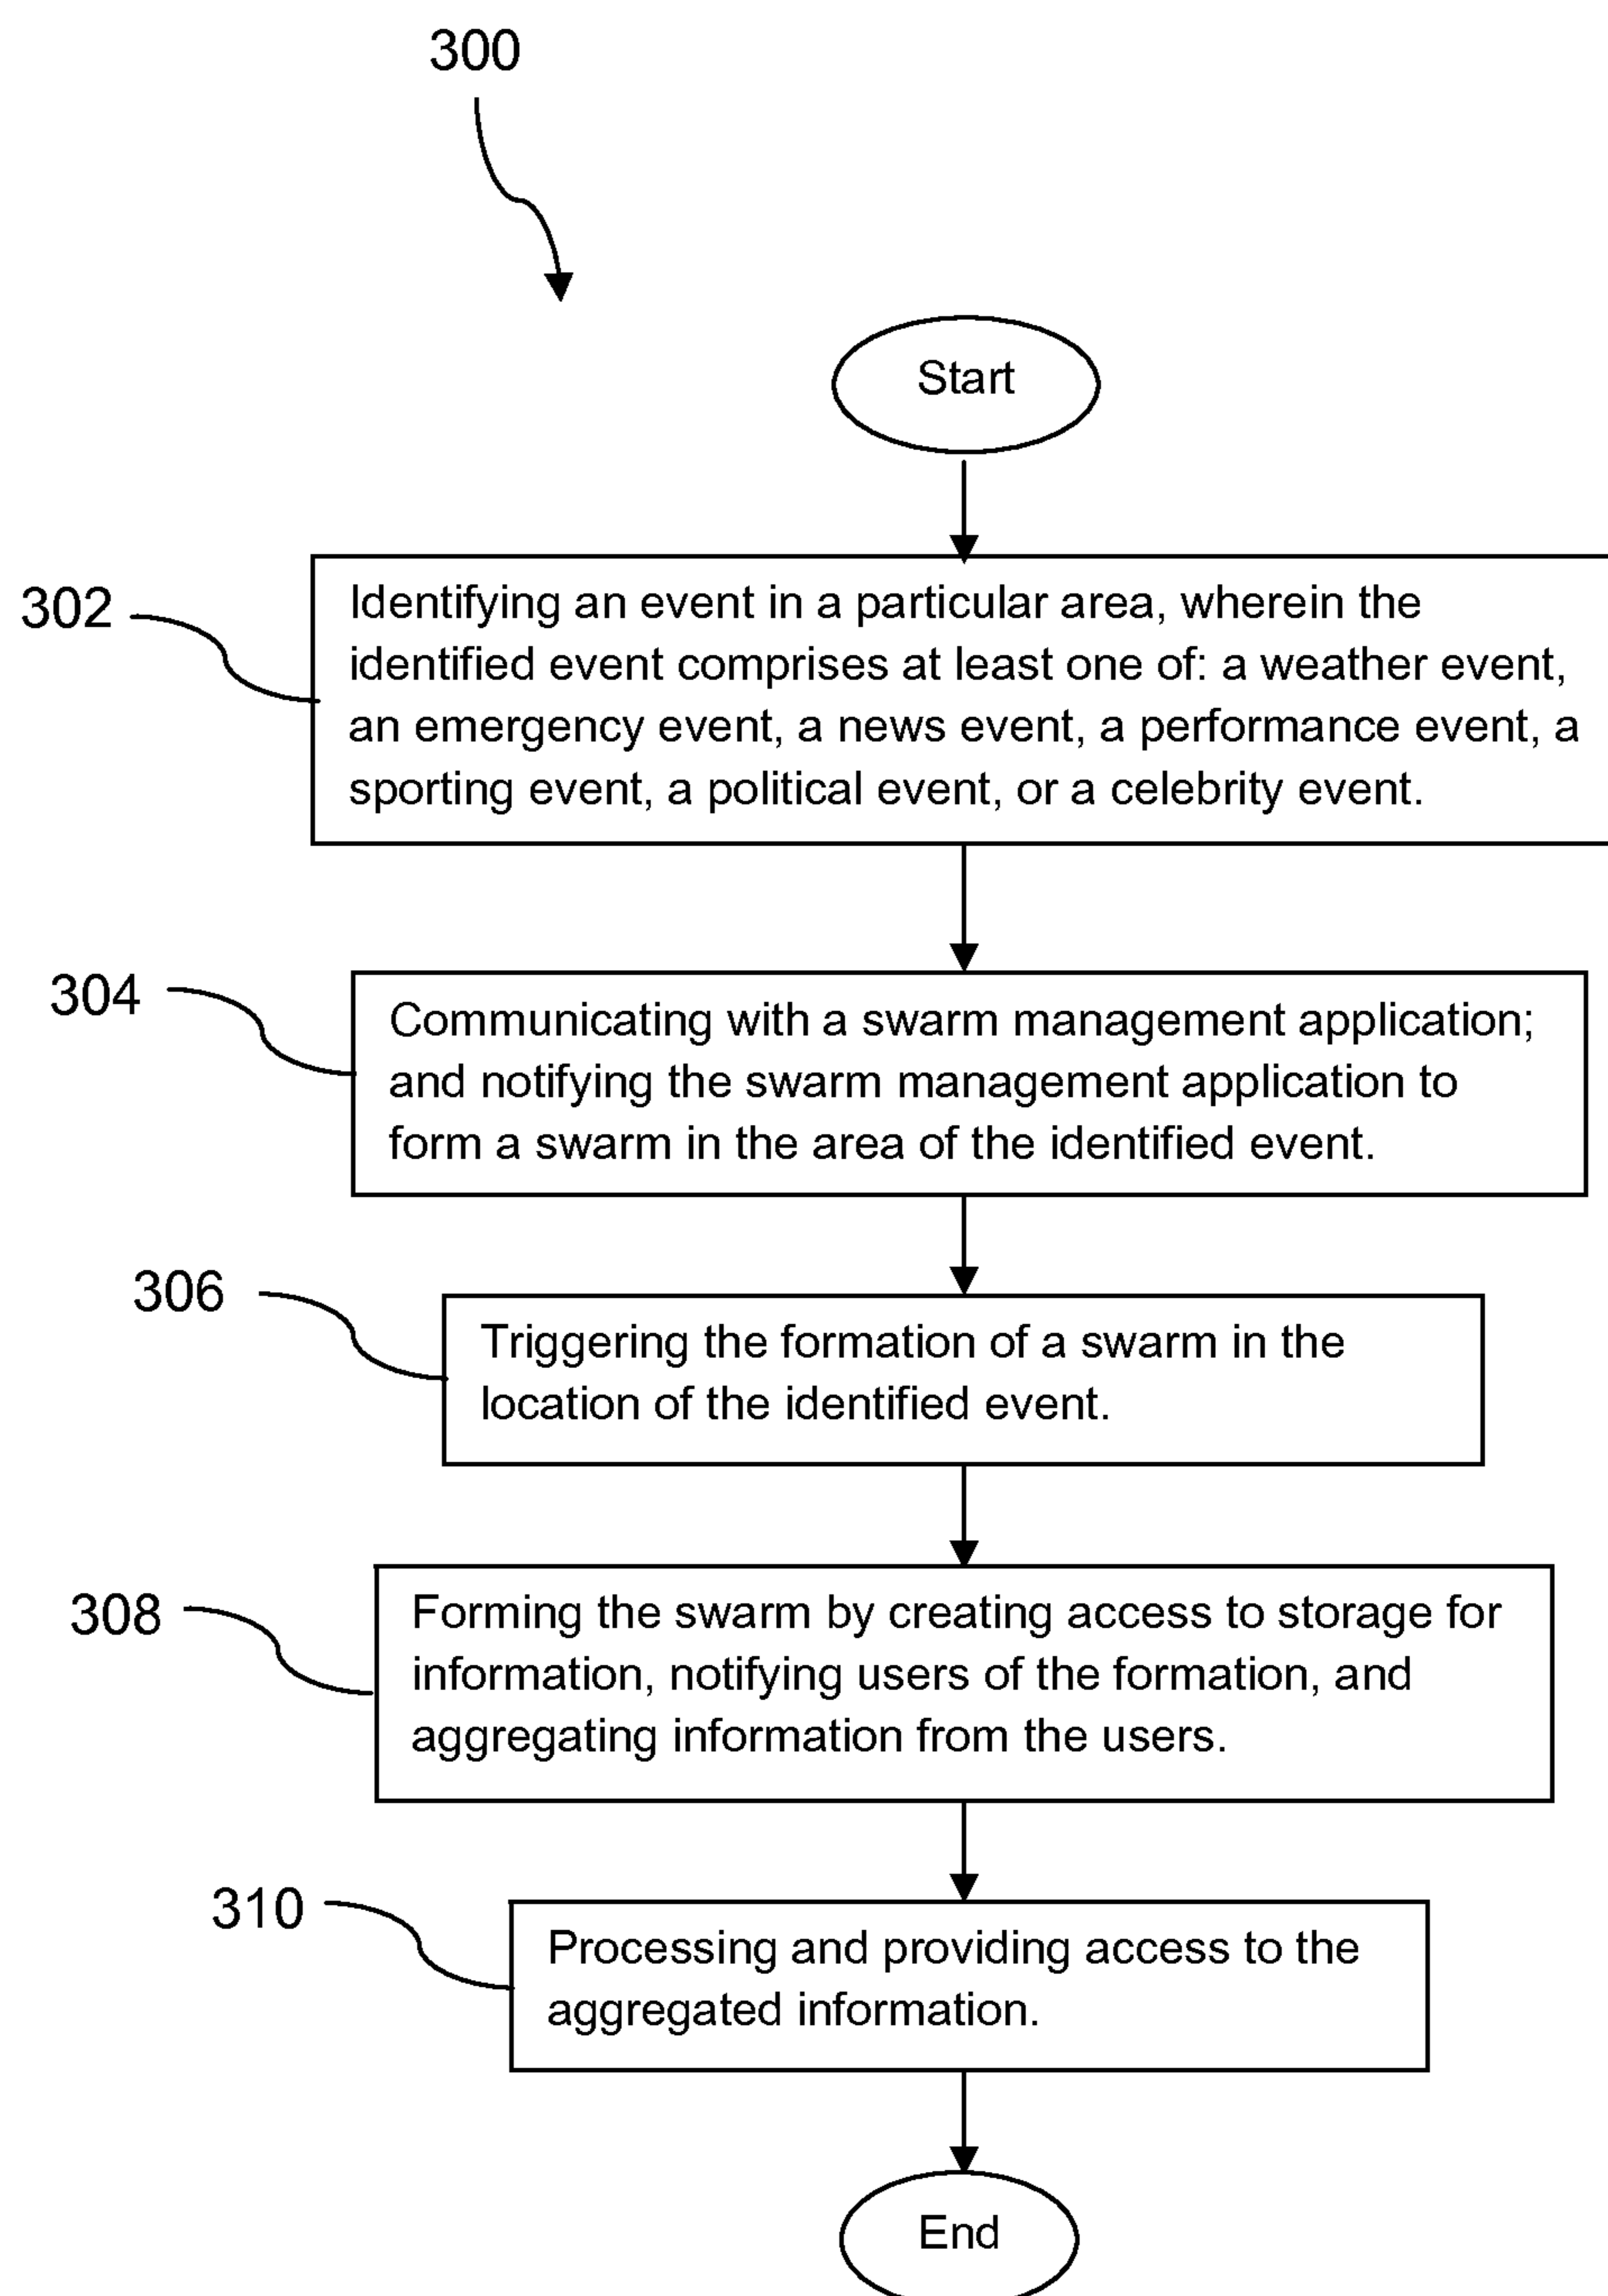 300
Start
302
Identifying an event in a particular area, wherein the
identified event comprises at least one of: a weather event,
an emergency event, a news event, a performance event, a
sporting event, a political event, or a celebrity event.
304
Communicating with a swarm management application;
and notifying the swarm management application to
form a swarm in the area of the identified event.
306
Triggering the formation of a swarm in the
location of the identified event.
308
Forming the swarm by creating access to storage for
information, notifying users of the formation, and
aggregating information from the users.
310
Processing and providing access to the
aggregated information.
End